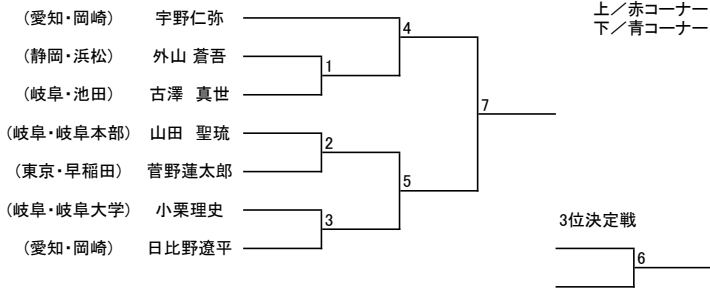 上／赤コーナー
下／青コーナー
（愛知・岡崎） 宇野仁弥
4
（静岡・浜松） 外山 蒼吾
1
（岐阜・池田） 古澤 真世
7
（岐阜・岐阜本部） 山田 聖琉
2
（東京・早稲田） 菅野蓮太郎
5
（岐阜・岐阜大学） 小栗理史
3
（愛知・岡崎） 日比野遼平
3位決定戦
6